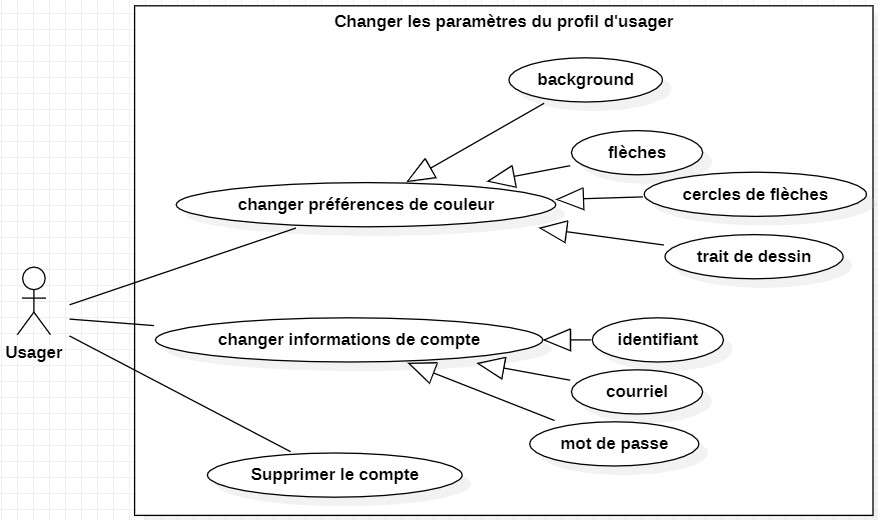 Changer les paramètres du profil d'usager
background
flèches
cercles de flèches
changer préférences de couleur
trait de dessin
Usager
changer informations de compte
identifiant
courriel
mot de passe
Supprimer le compte